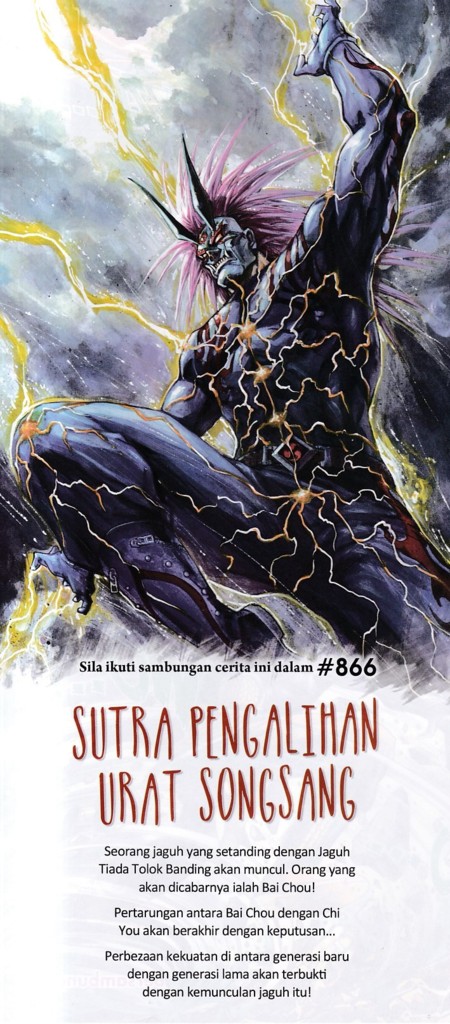 Sila ikuti sambungan cerita ini dalam #866
SUTRA PENGALIHAN
URAT SONGSANG
Seorang jaguh yang setanding dengan Jaguh
Tiada Tolok Banding akan muncul. Orang yang
akan dicabarnya ialah Bai Chou!
Pertarungan antara Bai Chou dengan Chi
You akan berakhir dengan keputusan...
Perbezaan kekuatan di antara generasi baru
dengan generasi lama akan terbukti
dengan kemunculan jaguh itu!